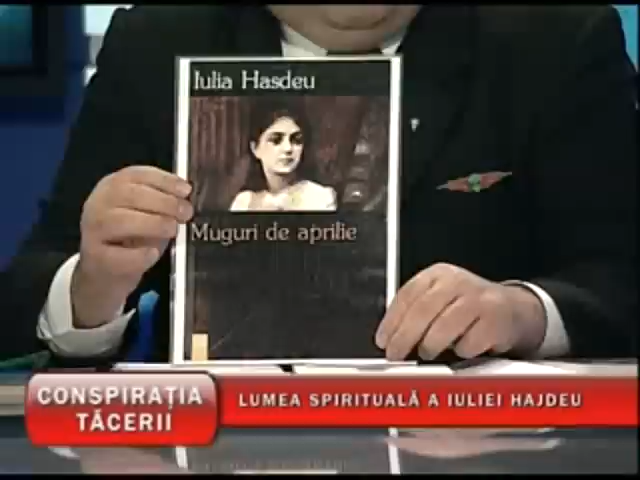 Iulia Hasdeu
Muguri de aprilie
CONSPIRAȚIA
TĂCERII
LUMEA SPIRITUALĂ A IULIEI HAJDEU